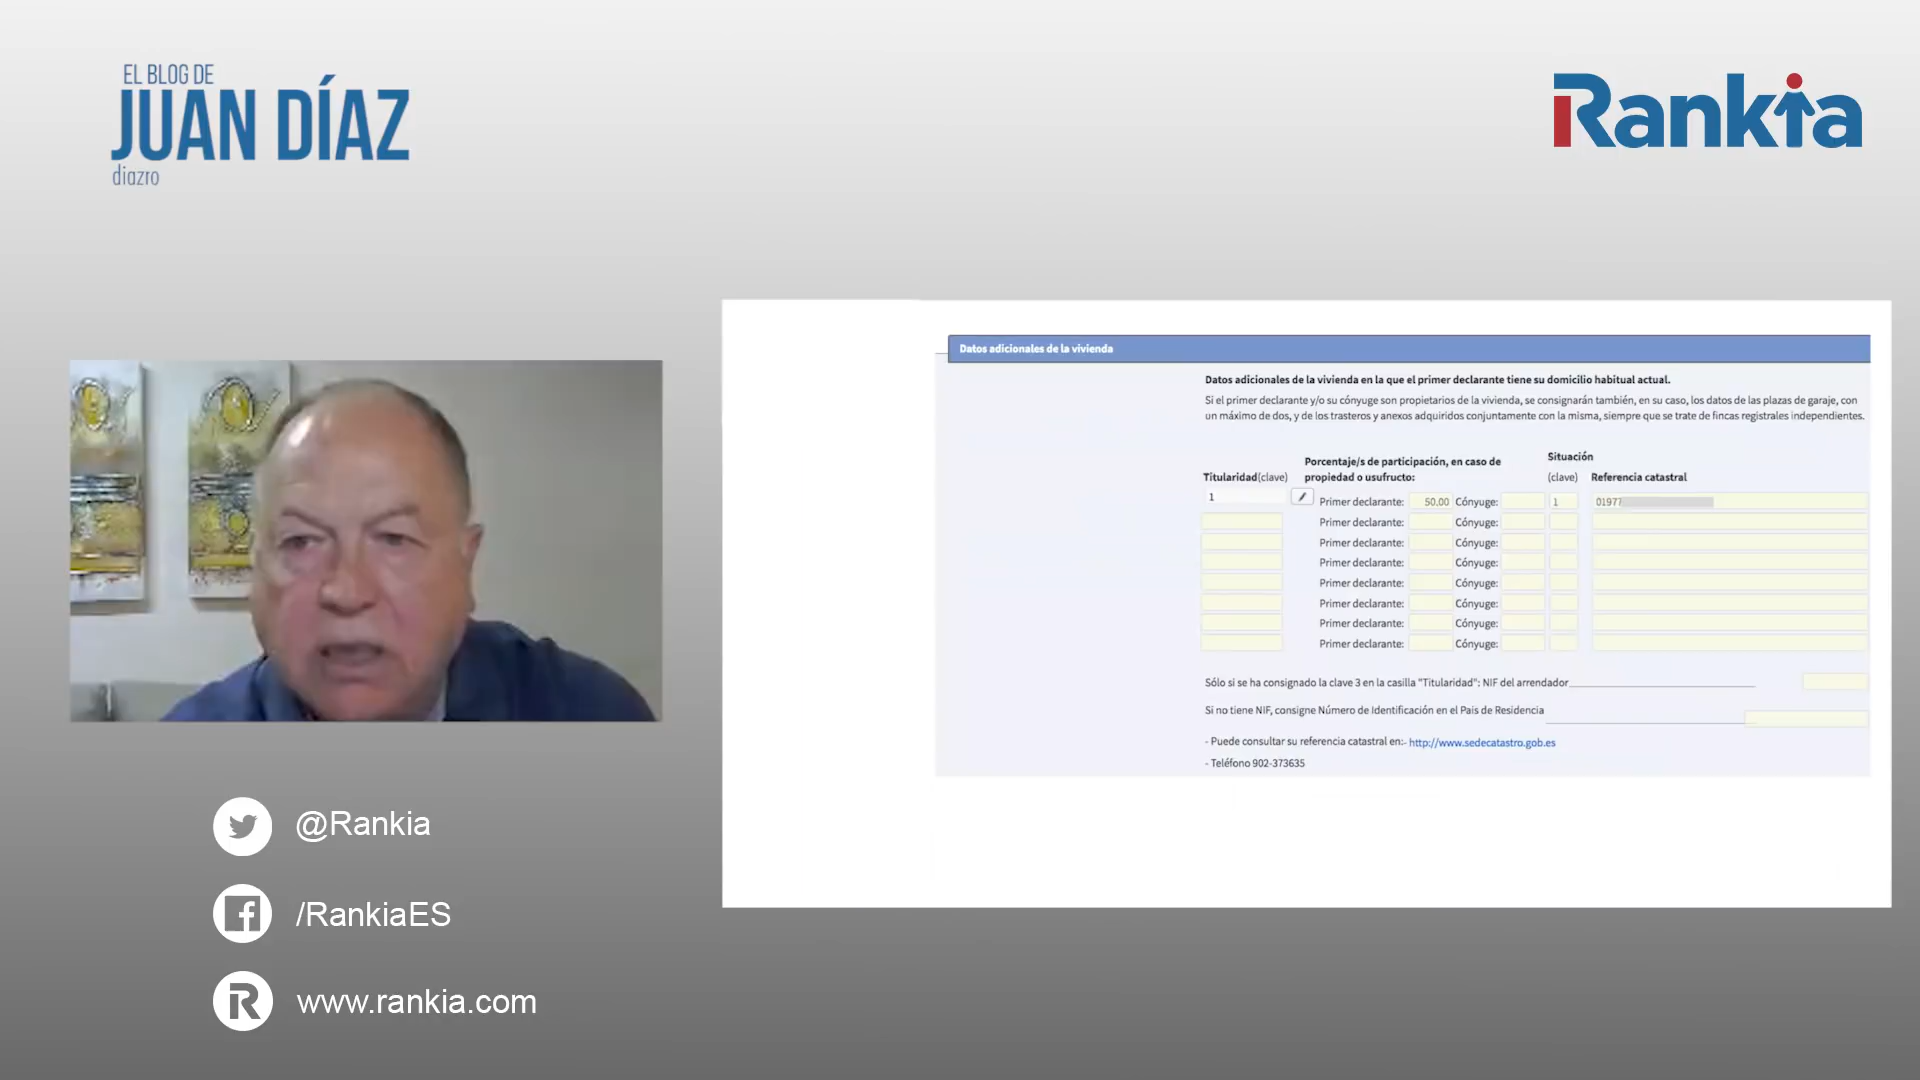 EL BLOG DE
JUAN DÍAZ
diazro
Rankia
Datos adicionales de la vivienda
Datos adicionales de la vivienda en la que el primer declarante tiene su domicilio habitual actual.
Si el primer declarante y/o su cónyuge son propietarios de la vivienda, se consignarán también, en su caso, los datos de las plazas de garaje, con
un máximo de dos, y de los trasteros y anexos adquiridos conjuntamente con la misma, siempre que se trate de fincas registrales independientes.
Titularidad(clave) Porcentaje/s de participación, en caso de propiedad o usufructo: Situación (clave) Referencia catastral
1 Primer declarante: 50.00 Cónyuge: 1 0197
Primer declarante: Cónyuge:
Primer declarante: Cónyuge:
Primer declarante: Cónyuge:
Primer declarante: Cónyuge:
Primer declarante: Cónyuge:
Primer declarante: Cónyuge:
Primer declarante: Cónyuge:
Sólo si se ha consignado la clave 3 en la casilla "Titularidad": NIF del arrendador
Si no tiene NIF, consigne Número de Identificación en el País de Residencia
- Puede consultar su referencia catastral en:- http://www.sedecatastro.gob.es
- Teléfono 902-373635
@Rankia
/RankiaES
www.rankia.com